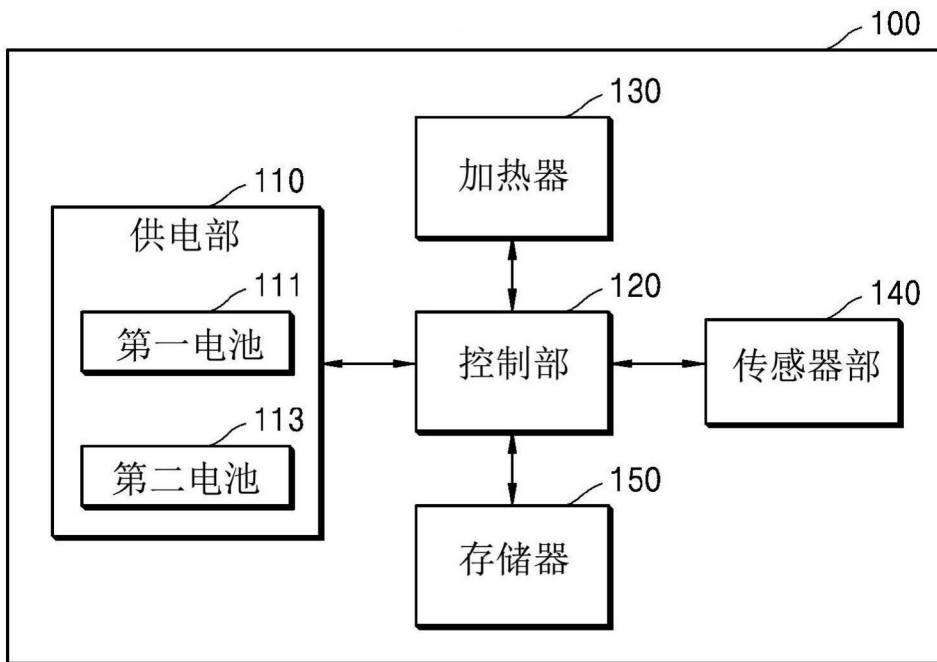 100
130
加热器
110
供电部
111
第一电池
120
控制部
140
传感器部
113
第二电池
150
存储器